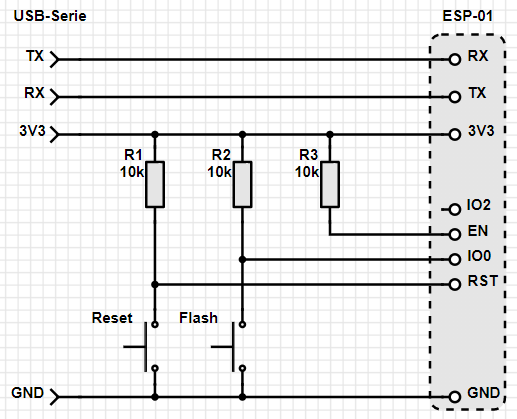 USB-Serie ESP-01
TX RX
RX TX
3V3 3V3
R1 R2 R3
10k 10k 10k
IO2
EN
IO0
RST
Reset Flash
GND GND